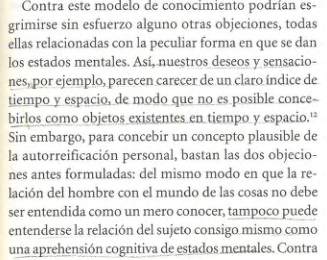 Contra este modelo de conocimiento podrían es-
grimirse sin esfuerzo alguno otras objeciones, todas
ellas relacionadas con la peculiar forma en que se dan
los estados mentales. Así, nuestros deseos y sensacio-
nes, por ejemplo, parecen carecer de un claro índice de
tiempo y espacio, de modo que no es posible conce-
birlos como objetos existentes en tiempo y espacio.¹²
Sin embargo, para concebir un concepto plausible de
la autorreificación personal, bastan las dos objecio-
nes antes formuladas: del mismo modo en que la re-
lación del hombre con el mundo de las cosas no debe
ser entendida como un mero conocer, tampoco puede
entenderse la relación del sujeto consigo mismo como
una aprehensión cognitiva de estados mentales. Contra